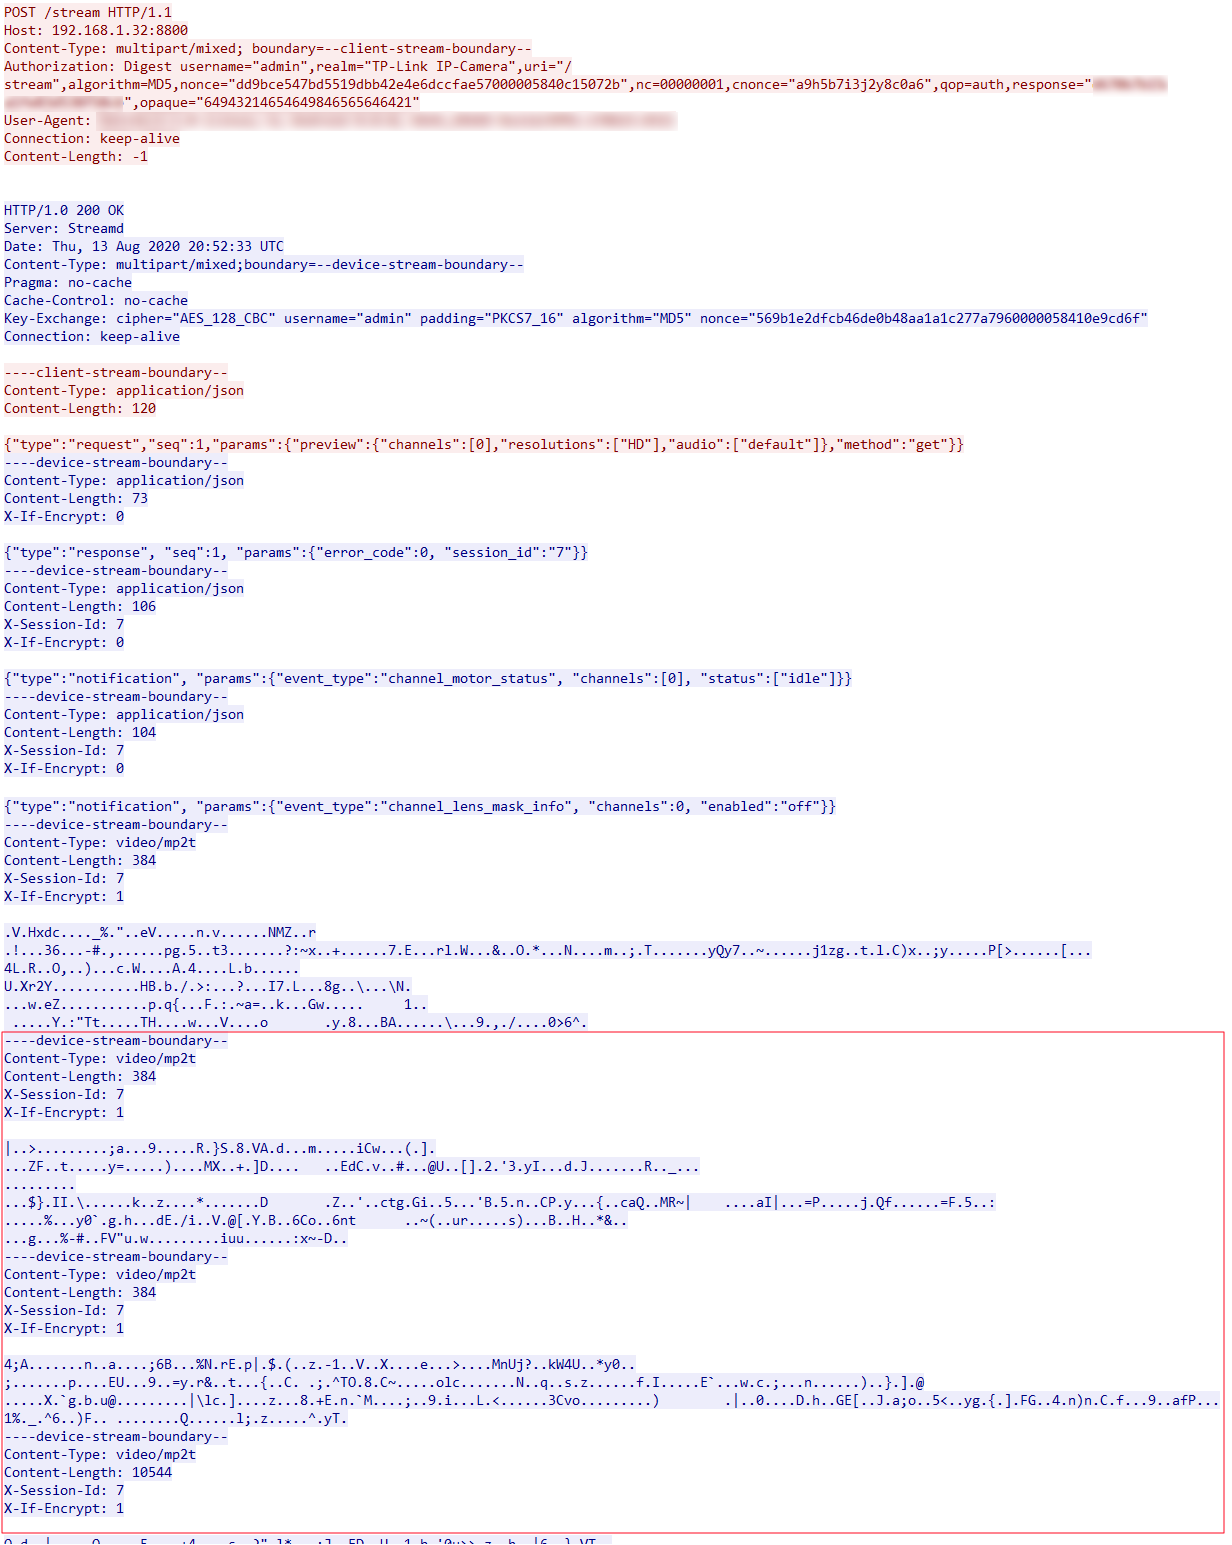 POST /stream HTTP/1.1
Host: 192.168.1.32:8800
Content-Type: multipart/mixed; boundary=--client-stream-boundary--
Authorization: Digest username="admin",realm="TP-Link IP-Camera",uri="/
stream",algorithm=MD5,nonce="dd9bce547bd5519dbb42e4e6dccfae57000005840c15072b",nc=00000001,cnonce="a9h5b7i3j2y8c0a6",qop=auth,response="
",opaque="64943214654649846565646421"
User-Agent:
Connection: keep-alive
Content-Length: -1
HTTP/1.0 200 OK
Server: Streamd
Date: Thu, 13 Aug 2020 20:52:33 UTC
Content-Type: multipart/mixed;boundary=--device-stream-boundary--
Pragma: no-cache
Cache-Control: no-cache
Key-Exchange: cipher="AES_128_CBC" username="admin" padding="PKCS7_16" algorithm="MD5" nonce="569b1e2dfcb46de0b48aa1a1c277a7960000058410e9cd6f"
Connection: keep-alive
----client-stream-boundary--
Content-Type: application/json
Content-Length: 120
{"type":"request","seq":1,"params":{"preview":{"channels":[0],"resolutions":["HD"],"audio":["default"]},"method":"get"}}
----device-stream-boundary--
Content-Type: application/json
Content-Length: 73
X-If-Encrypt: 0
{"type":"response", "seq":1, "params":{"error_code":0, "session_id":"7"}}
----device-stream-boundary--
Content-Type: application/json
Content-Length: 106
X-Session-Id: 7
X-If-Encrypt: 0
{"type":"notification", "params":{"event_type":"channel_motor_status", "channels":[0], "status":["idle"]}}
----device-stream-boundary--
Content-Type: application/json
Content-Length: 104
X-Session-Id: 7
X-If-Encrypt: 0
{"type":"notification", "params":{"event_type":"channel_lens_mask_info", "channels":0, "enabled":"off"}}
----device-stream-boundary--
Content-Type: video/mp2t
Content-Length: 384
X-Session-Id: 7
X-If-Encrypt: 1
.V.Hxdc...._%."..eV.....n.v......NMZ..r
.!...36...-#.,......pg.5..t3.......?:~x..+......7.E...rl.W...&..O.*...N....m..;.T.......yQy7..~......j1zg..t.l.C)x..;y.....P[>......[...
4L.R..O,..)...c.W....A.4....L.b......
U.Xr2Y...........HB.b./.>:...?...I7.L...8g..\...\N.
...w.eZ...........p.q{...F.:.~a=..k...Gw..... 1..
.....Y.:"Tt.....TH....w...V....o .y.8...BA......\...9.,./....0>6^.
----device-stream-boundary--
Content-Type: video/mp2t
Content-Length: 384
X-Session-Id: 7
X-If-Encrypt: 1
|..>.........;a...9.....R.}S.8.VA.d...m.....iCw...(.].
...ZF..t.....y=.....)....MX..+.]D.... ..EdC.v..#...@U..[].2.'3.yI...d.J.......R.._...
.........
...$}.II.\......k..z....*.......D .Z..'..ctg.Gi..5...'B.5.n..CP.y...{..caQ..MR~| ....aI|...=P.....j.Qf......=F.5..:
.....%...y0`.g.h...dE./i..V.@[.Y.B..6Co..6nt ..~(..ur.....s)...B..H..*&..
...g...%-#..FV"u.w.........iuu......:x~-D..
----device-stream-boundary--
Content-Type: video/mp2t
Content-Length: 384
X-Session-Id: 7
X-If-Encrypt: 1
4;A.......n..a....;6B...%N.rE.p|.$.(..z.-1..V..X....e...>....MnUj?..kW4U..*y0..
;.......p....EU...9..=y.r&..t...{..C. .;.^TO.8.C~.....olc.......N..q..s.z......f.I.....E`...w.c.;...n......)..}.].@
.....X.`g.b.u@.........|\lc.]....z...8.+E.n.`M....;..9.i...L.<......3Cvo.........) .|..0....D.h..GE[..J.a;o..5<..yg.{.].FG..4.n)n.C.f...9..afP...
1%._.^6..)F.. ........Q......l;.z.....^.yT.
----device-stream-boundary--
Content-Type: video/mp2t
Content-Length: 10544
X-Session-Id: 7
X-If-Encrypt: 1